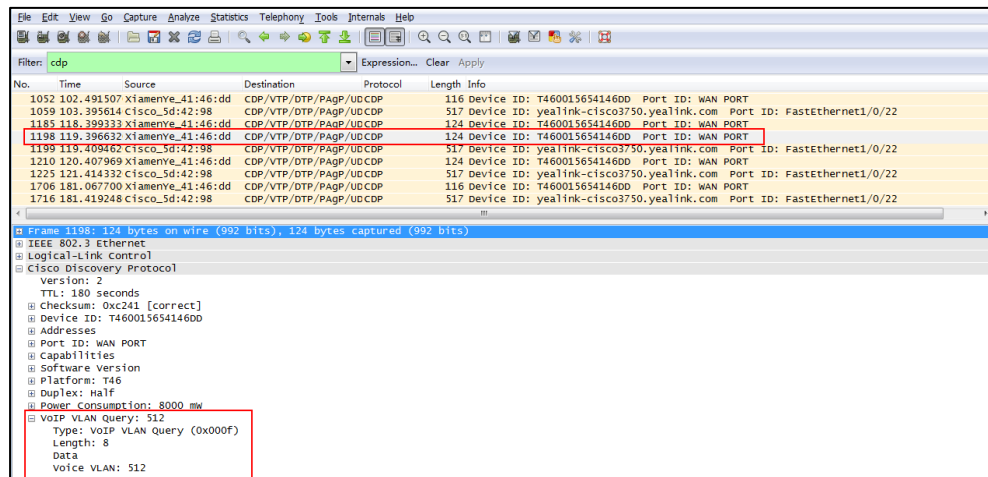 File Edit View Go Capture Analyze Statistics Telephony Tools Internals Help
Filter: cdp Expression... Clear Apply
No. Time Source Destination Protocol Length Info
1052 102.491507 XiamenYe_41:46:dd CDP/VTP/DTP/PAgP/UD CDP 116 Device ID: T460015654146DD Port ID: WAN PORT
1059 103.395614 Cisco_5d:42:98 CDP/VTP/DTP/PAgP/UD CDP 517 Device ID: yealink-cisco3750.yealink.com Port ID: FastEthernet1/0/22
1185 118.399333 XiamenYe_41:46:dd CDP/VTP/DTP/PAgP/UD CDP 124 Device ID: T460015654146DD Port ID: WAN PORT
1198 119.396632 XiamenYe_41:46:dd CDP/VTP/DTP/PAgP/UD CDP 124 Device ID: T460015654146DD Port ID: WAN PORT
1199 119.409462 Cisco_5d:42:98 CDP/VTP/DTP/PAgP/UD CDP 517 Device ID: yealink-cisco3750.yealink.com Port ID: FastEthernet1/0/22
1210 120.407969 XiamenYe_41:46:dd CDP/VTP/DTP/PAgP/UD CDP 124 Device ID: T460015654146DD Port ID: WAN PORT
1225 121.414332 Cisco_5d:42:98 CDP/VTP/DTP/PAgP/UD CDP 517 Device ID: yealink-cisco3750.yealink.com Port ID: FastEthernet1/0/22
1706 181.067700 XiamenYe_41:46:dd CDP/VTP/DTP/PAgP/UD CDP 116 Device ID: T460015654146DD Port ID: WAN PORT
1716 181.419248 Cisco_5d:42:98 CDP/VTP/DTP/PAgP/UD CDP 517 Device ID: yealink-cisco3750.yealink.com Port ID: FastEthernet1/0/22
Frame 1198: 124 bytes on wire (992 bits), 124 bytes captured (992 bits)
IEEE 802.3 Ethernet
Logical-Link Control
Cisco Discovery Protocol
Version: 2
TTL: 180 seconds
Checksum: 0xc241 [correct]
Device ID: T460015654146DD
Addresses
Port ID: WAN PORT
Capabilities
Software Version
Platform: T46
Duplex: Half
Power Consumption: 8000 mW
VoIP VLAN Query: 512
Type: VoIP VLAN Query (0x000f)
Length: 8
Data
Voice VLAN: 512